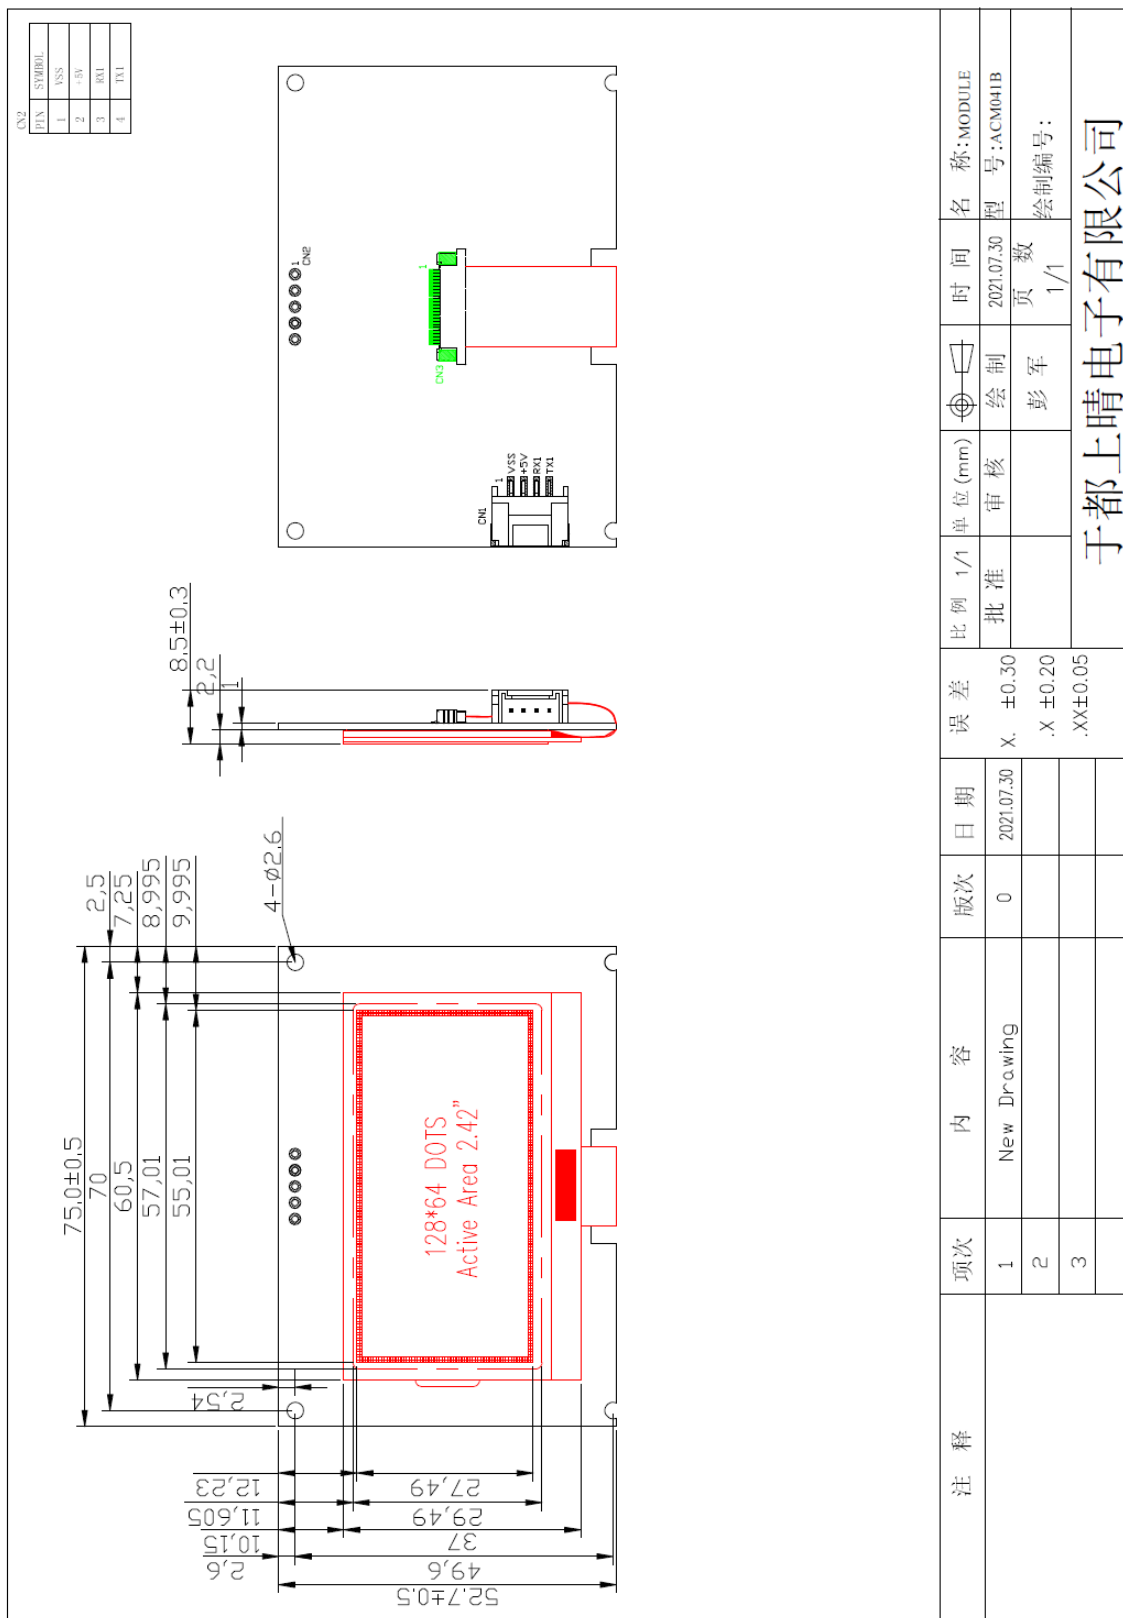 CN2
PIN SYMBOL
1 VSS
2 +5V
3 RX1
4 TX1
1
CN2
1
CN3
CN1
1
VSS
+5V
RX1
TX1
8,5±0,3
2,2
1
4-Ø2,6
2,5
7,25
8,995
9,995
75,0±0,5
70
60,5
57,01
55,01
2,54
128*64 DOTS
Active Area 2.42"
12,23
11,605
10,15
2,6
27,49
29,49
37
49,6
52,7±0,5
注 释
项次 内 容 版次 日 期
1 New Drawing 0 2021.07.30
2
3
误 差
X. ±0.30
.X ±0.20
.XX±0.05
比 例 1/1 单 位(mm)
批 准 审 核 绘 制 2021.07.30
彭 军
时 间
页 数
1/1
名 称:MODULE
型 号:ACM041B
绘制编号:
于都上晴电子有限公司